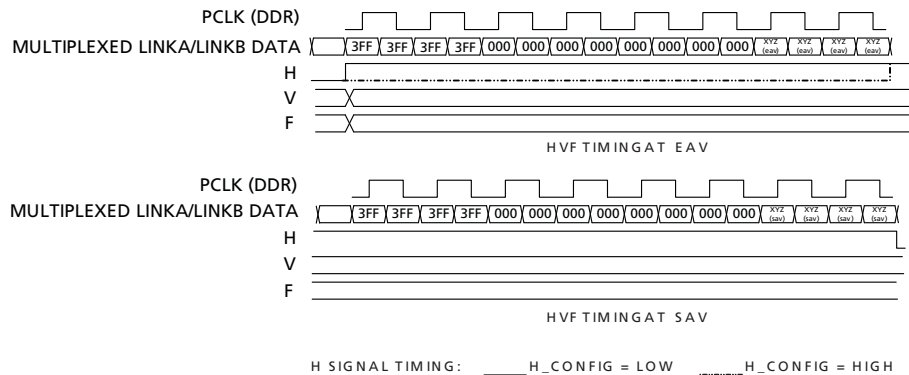 PCLK (DDR)
MULTIPLEXED LINKA/LINKB DATA 3FF 3FF 3FF 3FF 000 000 000 000 000 000 000 000 XYZ (eav) XYZ (eav) XYZ (eav) XYZ (eav)
H
V
F
HVF TIMING AT EAV
PCLK (DDR)
MULTIPLEXED LINKA/LINKB DATA 3FF 3FF 3FF 3FF 000 000 000 000 000 000 000 000 XYZ (sav) XYZ (sav) XYZ (sav) XYZ (sav)
H
V
F
HVF TIMING AT SAV
H SIGNAL TIMING: H_CONFIG = LOW H_CONFIG = HIGH